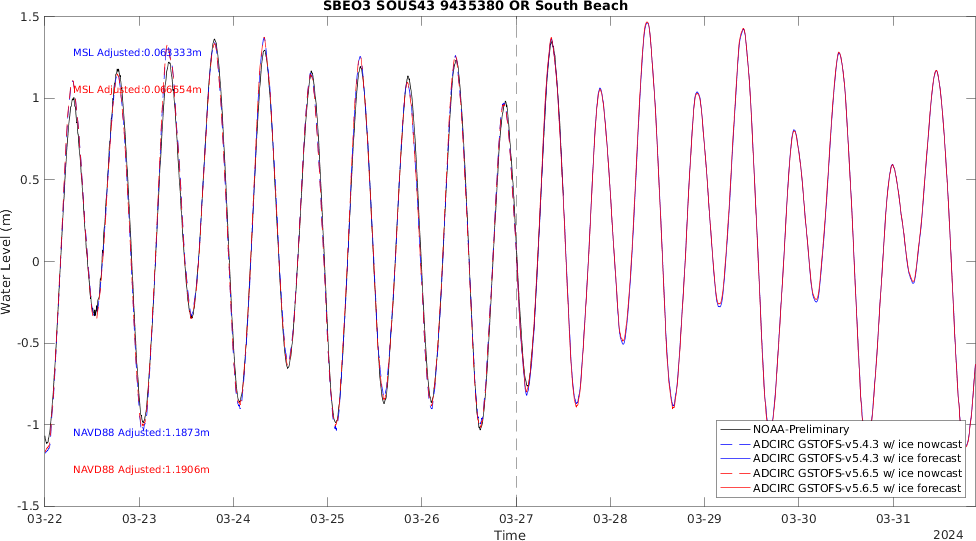 SBEO3 SOUS43 9435380 OR South Beach
1.5
MSL Adjusted:0.063333m
1
MSL Adjusted:0.066654m
0.5
0
Water Level (m)
-0.5
-1
NAVD88 Adjusted:1.1873m
NAVD88 Adjusted:1.1906m
-1.5
NOAA-Preliminary
ADCIRC GSTOFS-v5.4.3 w/ ice nowcast
ADCIRC GSTOFS-v5.4.3 w/ ice forecast
ADCIRC GSTOFS-v5.6.5 w/ ice nowcast
ADCIRC GSTOFS-v5.6.5 w/ ice forecast
03-22 03-23 03-24 03-25 03-26 03-27 03-28 03-29 03-30 03-31
Time
2024